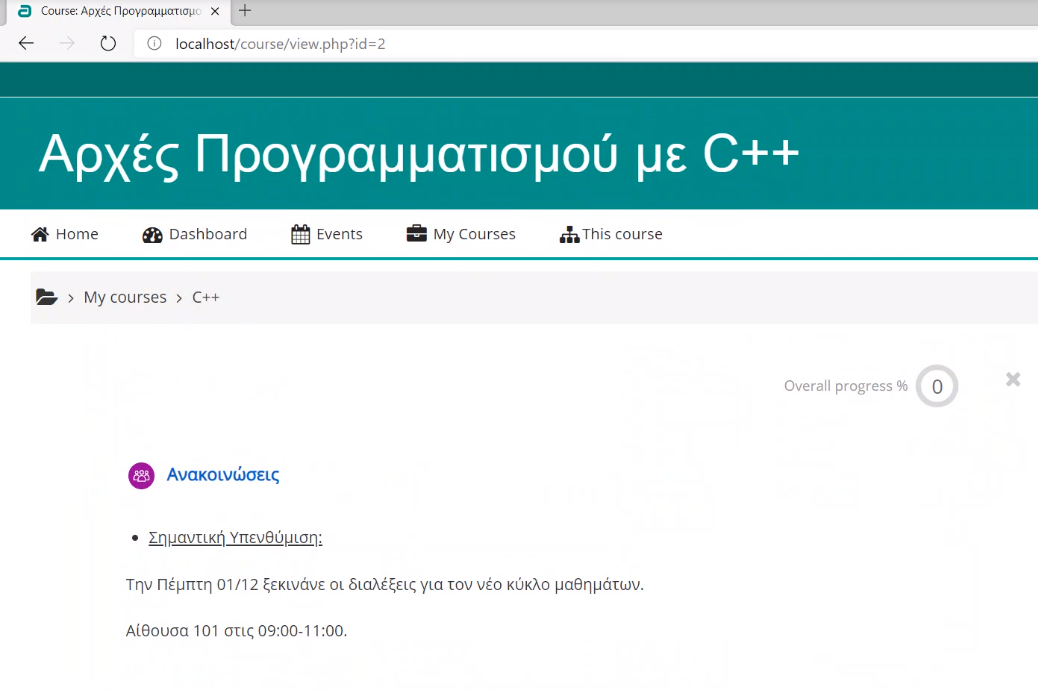 Course: Αρχές Προγραμματισμο
localhost/course/view.php?id=2
Αρχές Προγραμματισμού με C++
Home Dashboard Events My Courses This course
My courses > C++
Overall progress % 0
Ανακοινώσεις
Σημαντική Υπενθύμιση:
Την Πέμπτη 01/12 ξεκινάνε οι διαλέξεις για τον νέο κύκλο μαθημάτων.
Αίθουσα 101 στις 09:00-11:00.